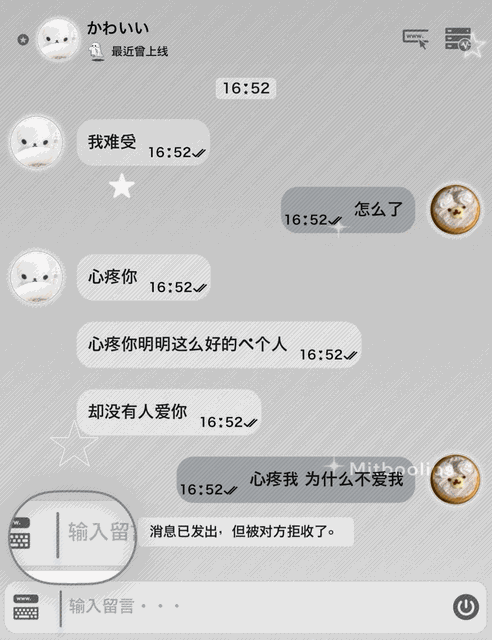 かわいい
最近曾上线
www.
16:52
我难受 16:52
怎么了 16:52
心疼你 16:52
心疼你明明这么好的ペ个人 16:52
却没有人爱你 16:52
Mitboolina
心疼我 为什么不爱我 16:52
消息已发出，但被对方拒收了。
w.
输入留
www.
输入留言・・・